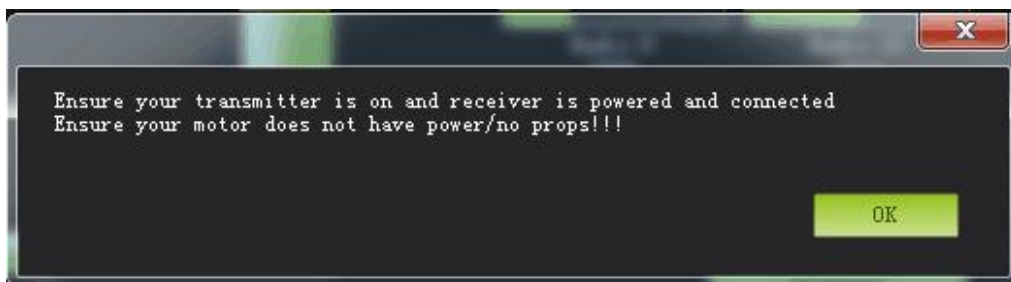 Ensure your transmitter is on and receiver is powered and connected
Ensure your motor does not have power/no props!!!
OK